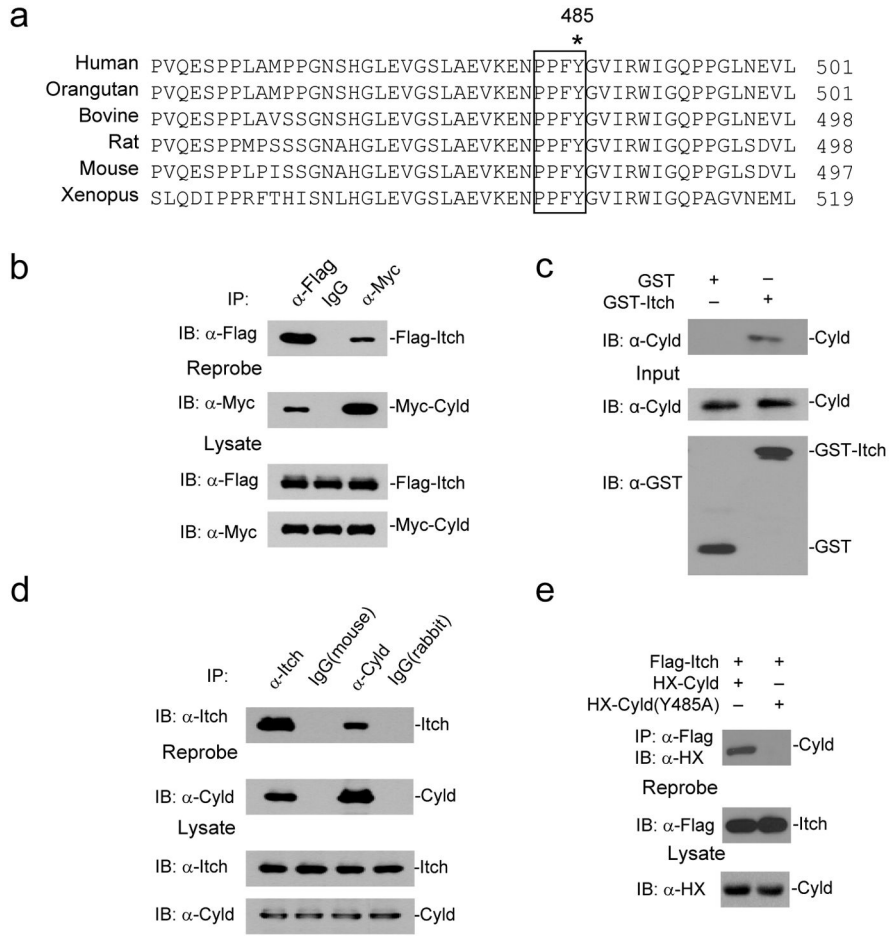 a
485
*
Human PVQESPPLAMPPGNSHGLEVGSLAEVKENPPFYGVIRWIGQPPGLNEVL 501
Orangutan PVQESPPLAMPPGNSHGLEVGSLAEVKENPPFYGVIRWIGQPPGLNEVL 501
Bovine PVQESPPLAVSSGNSHGLEVGSLAEVKENPPFYGVIRWIGQPPGLNEVL 498
Rat PVQESPPMPSSSGNAHGLEVGSLAEVKENPPFYGVIRWIGQPPGLSDVL 498
Mouse PVQESPPLPISSGNAHGLEVGSLAEVKENPPFYGVIRWIGQPPGLSDVL 497
Xenopus SLQDIPPRFTHISNLHGLEVGSLAEVKENPPFYGVIRWIGQPAGVNEML 519
b
IP: α-Flag IgG α-Myc
IB: α-Flag -Flag-Itch
Reprobe
IB: α-Myc -Myc-Cyld
Lysate
IB: α-Flag -Flag-Itch
IB: α-Myc -Myc-Cyld
c
GST + –
GST-Itch – +
IB: α-Cyld -Cyld
Input
IB: α-Cyld -Cyld
-GST-Itch
IB: α-GST
-GST
d
IP: α-Itch IgG(mouse) α-Cyld IgG(rabbit)
IB: α-Itch -Itch
Reprobe
IB: α-Cyld -Cyld
Lysate
IB: α-Itch -Itch
IB: α-Cyld -Cyld
e
Flag-Itch + +
HX-Cyld + –
HX-Cyld(Y485A) – +
IP: α-Flag
IB: α-HX -Cyld
Reprobe
IB: α-Flag -Itch
Lysate
IB: α-HX -Cyld